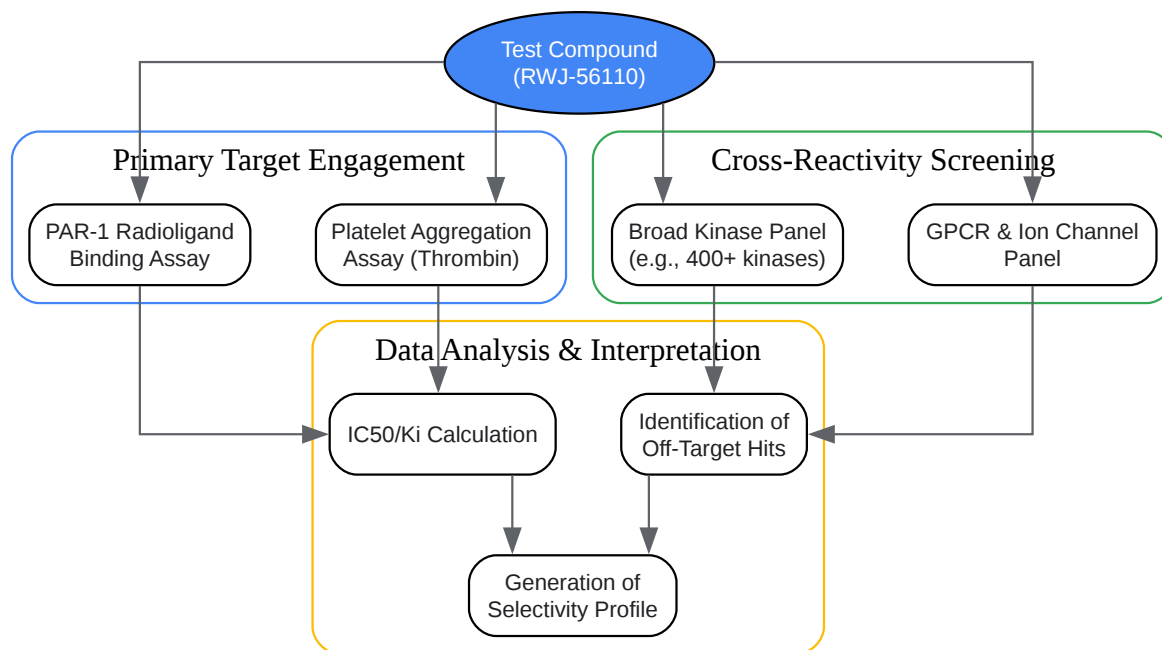 Test Compound
(RWJ-56110)
Primary Target Engagement
Cross-Reactivity Screening
PAR-1 Radioligand
Binding Assay
Platelet Aggregation
Assay (Thrombin)
Broad Kinase Panel
(e.g., 400+ kinases)
GPCR & Ion Channel
Panel
Data Analysis & Interpretation
IC50/Ki Calculation
Identification of
Off-Target Hits
Generation of
Selectivity Profile